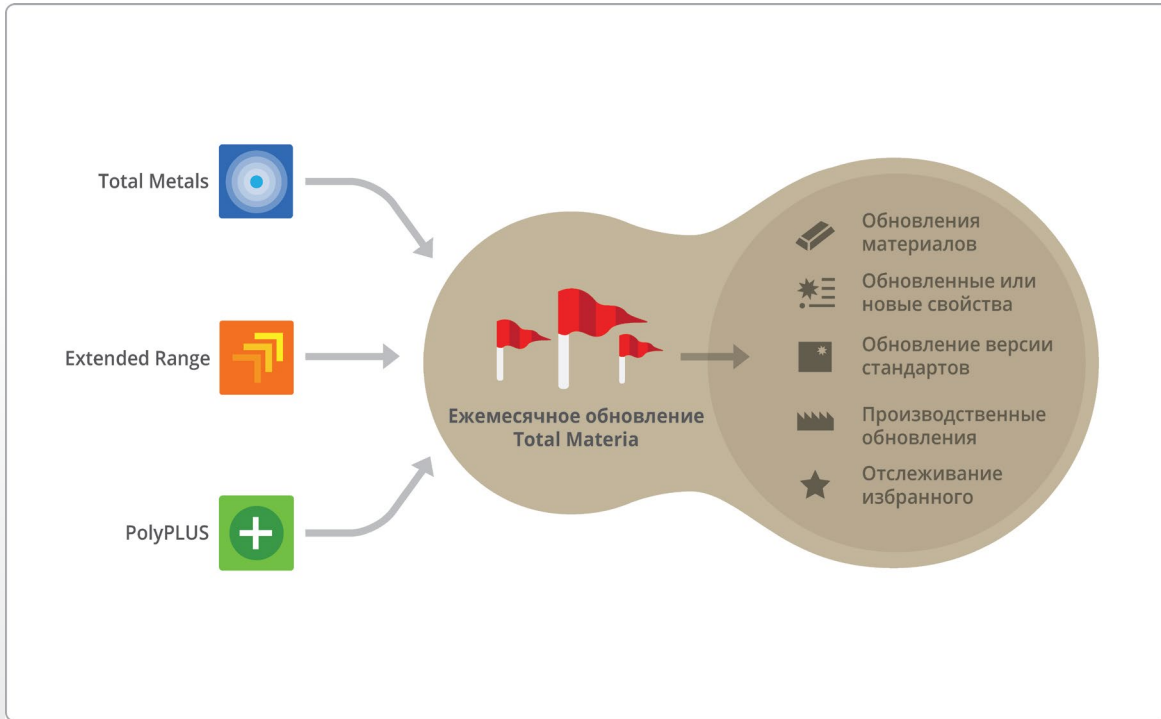 Total Metals
Extended Range
PolyPLUS
Ежемесячное обновление
Total Materia
Обновления
материалов
Обновленные или
новые свойства
Обновление версии
стандартов
Производственные
обновления
Отслеживание
избранного